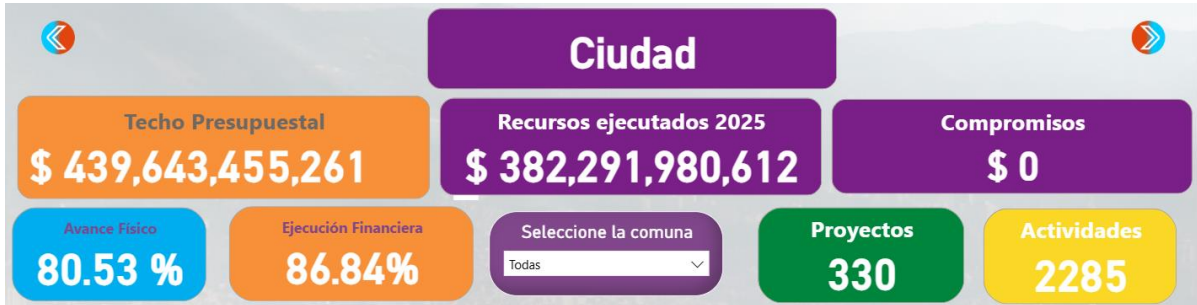 Ciudad
Techo Presupuestal
$ 439,643,455,261
Recursos ejecutados 2025
$ 382,291,980,612
Compromisos
$ 0
Avance Físico
80.53 %
Ejecución Financiera
86.84%
Seleccione la comuna
Todas
Proyectos
330
Actividades
2285